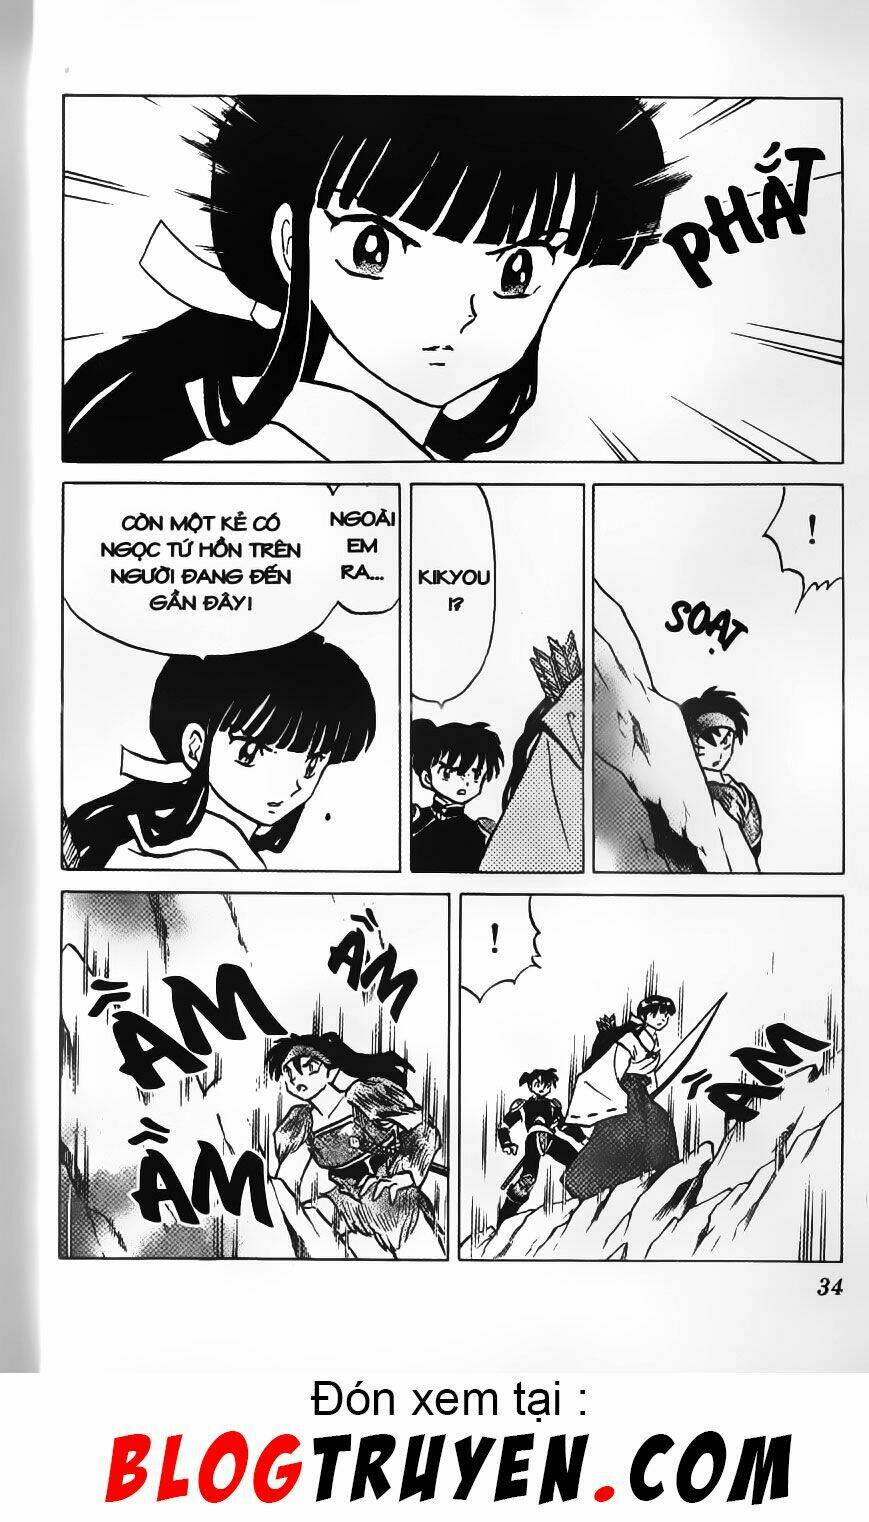 PHẮT
!
SOẠT
KIKYOU
!?
NGOÀI
EM
RA...
CÒN MỘT KẺ CÓ
NGỌC TỨ HỒN TRÊN
NGƯỜI ĐANG ĐẾN
GẦN ĐÂY!
!
ẦM
ẦM
ẦM
ẦM
34
Đón xem tại :
BLOGTRUYEN.COM